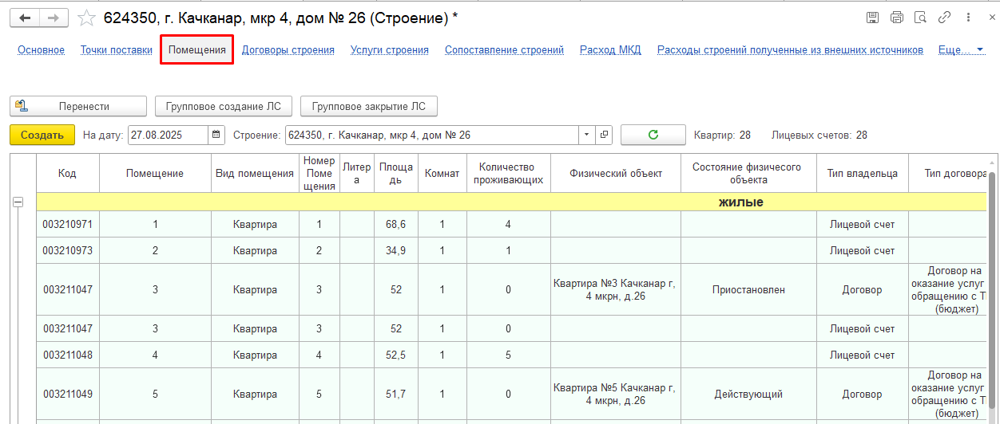 624350, г. Качканар, мкр 4, дом № 26 (Строение) *
Основное Точки поставки Помещения Договоры строения Услуги строения Сопоставление строений Расход МКД Расходы строений полученные из внешних источников Еще...
Перенести Групповое создание ЛС Групповое закрытие ЛС
Создать На дату: 27.08.2025 Строение: 624350, г. Качканар, мкр 4, дом № 26 Квартир: 28 Лицевых счетов: 28
Код Помещение Вид помещения Номер Поме щения Литер а Площа дь Комнат Количество проживающих Физический объект Состояние физичесого объекта Тип владельца Тип договора
жилые
003210971 1 Квартира 1 68,6 1 4 Лицевой счет
003210973 2 Квартира 2 34,9 1 1 Лицевой счет
003211047 3 Квартира 3 52 1 0 Квартира №3 Качканар г, 4 мкрн, д.26 Приостановлен Договор Договор на оказание услуг обращению с (бюджет)
003211047 3 Квартира 3 52 1 0 Лицевой счет
003211048 4 Квартира 4 52,5 1 5 Лицевой счет
003211049 5 Квартира 5 51,7 1 0 Квартира №5 Качканар г, 4 мкрн, д.26 Действующий Договор Договор на оказание услуг обращению с (бюджет)